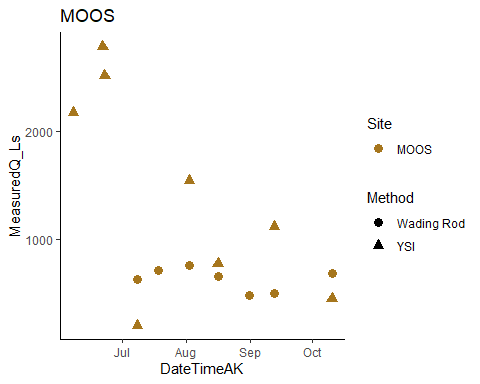 MOOS
MeasuredQ_Ls
2000
1000
Jul Aug Sep Oct
DateTimeAK
Site
MOOS
Method
Wading Rod
YSI